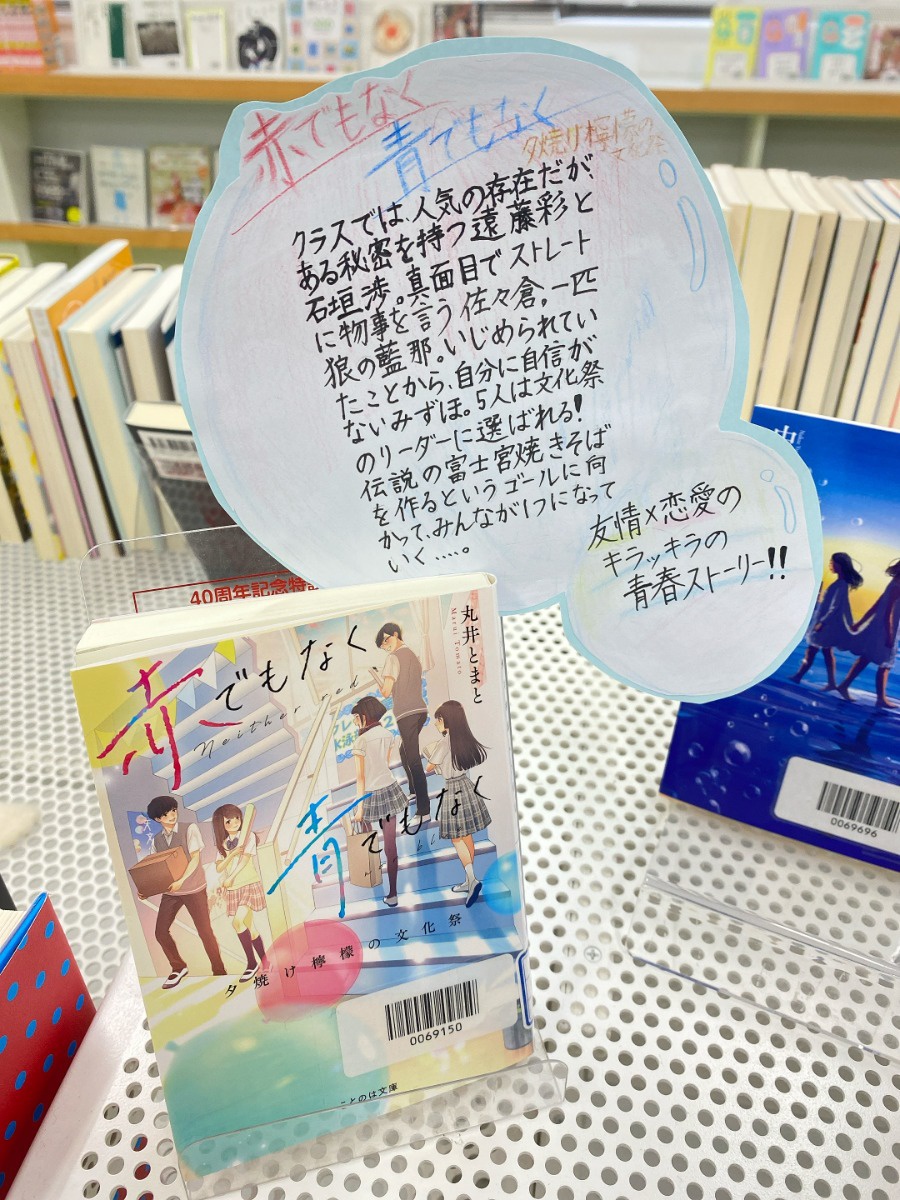 赤でもなく
青でもなく
夕焼け檸檬の
文化祭
クラスでは、人気の存在だが、
ある秘密を持つ遠藤彩と
石垣渉。真面目でストレート
に物事を言う佐々倉。一匹
狼の藍那。いじめられてい
たことから、自分に自信が
ないみずほ。5人は文化祭
のリーダーに選ばれる!
伝説の富士宮焼きそば
を作るというゴールに向
かって、みんなが1つになって
いく……。
友情×恋愛の
キラッキラの
青春ストーリー!!
40周年記念特
赤でもなく
neither red
青でもなく
丸井とまと
Marui Tomato
夕焼け檸檬の文化祭
0069150
ことのは文庫
0069696